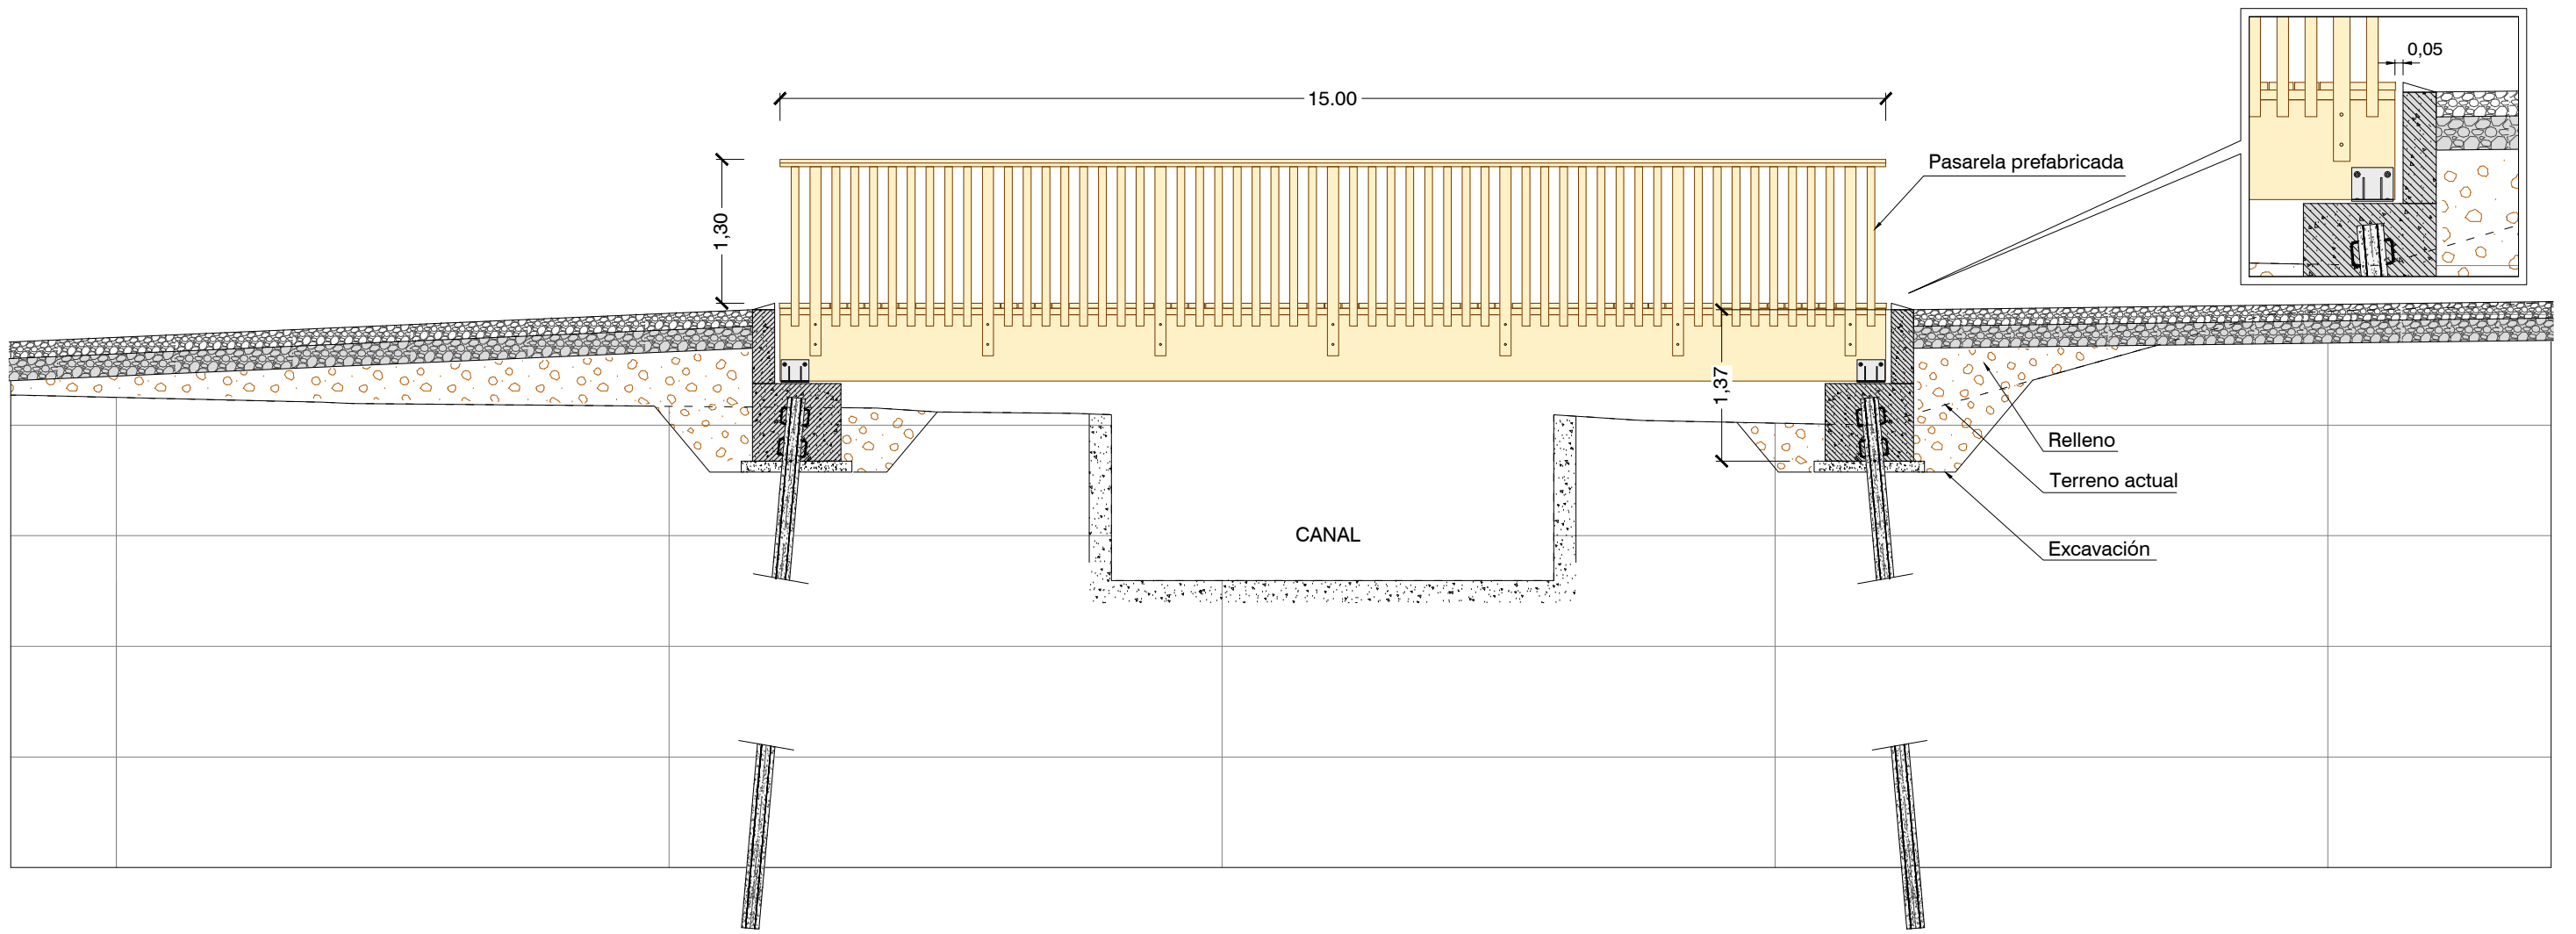 0,05
15.00
Pasarela prefabricada
1,30
1,37
Relleno
Terreno actual
CANAL
Excavación